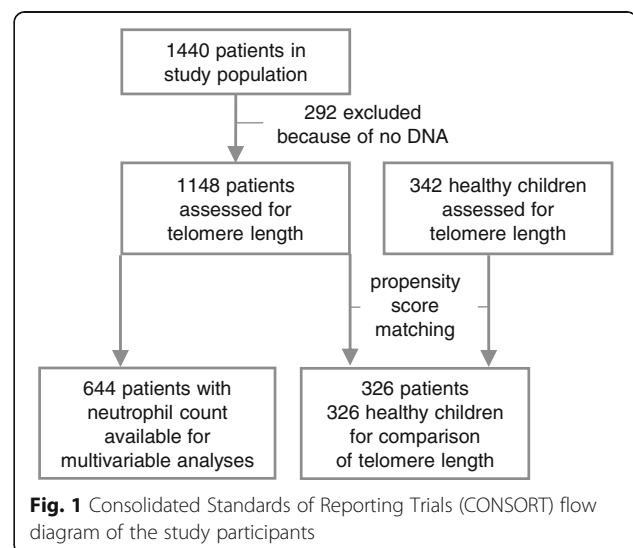 1440 patients in
study population
292 excluded
because of no DNA
1148 patients
assessed for
telomere length
342 healthy children
assessed for
telomere length
propensity
score
matching
644 patients with
neutrophil count
available for
multivariable analyses
326 patients
326 healthy children
for comparison
of telomere length
Fig. 1 Consolidated Standards of Reporting Trials (CONSORT) flow
diagram of the study participants